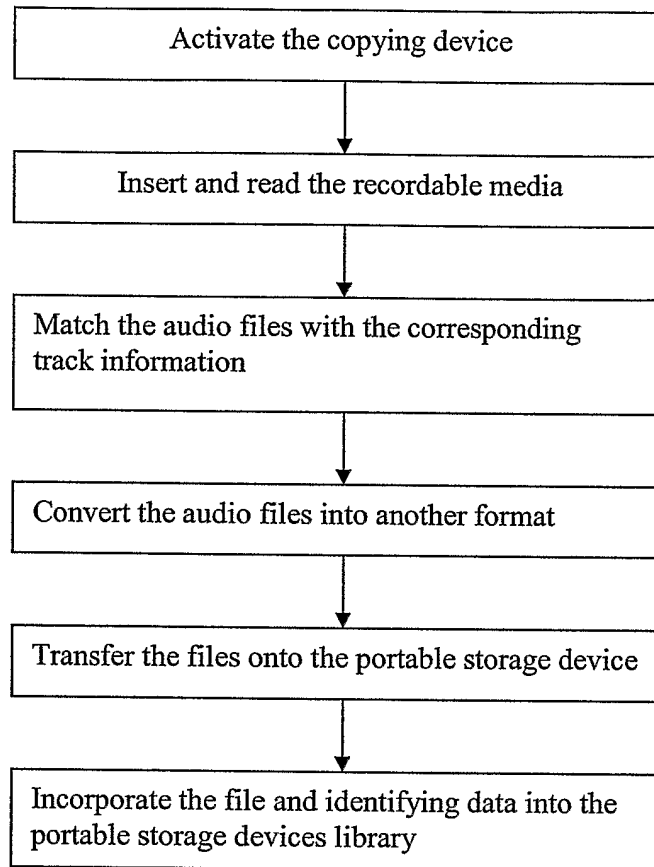 Activate the copying device
Insert and read the recordable media
Match the audio files with the corresponding
track information
Convert the audio files into another format
Transfer the files onto the portable storage device
Incorporate the file and identifying data into the
portable storage devices library